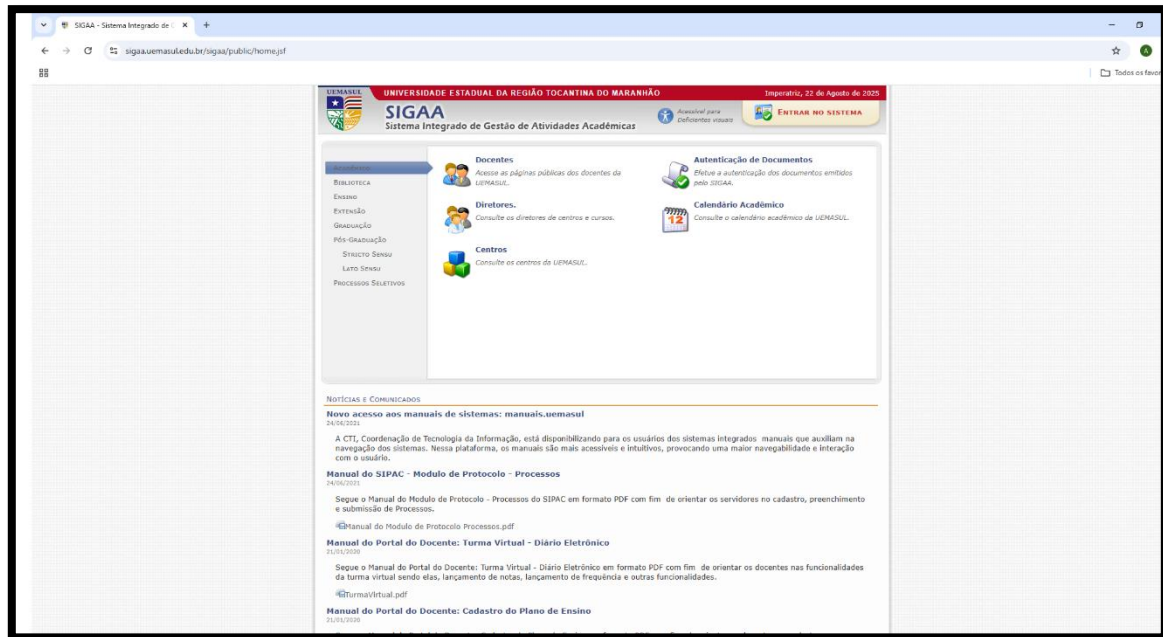 SIGAA - Sistema Integrado de G
sigaa.uemasul.edu.br/sigaa/public/home.jsf
A
Todos os favor
UEMASUL
UNIVERSIDADE ESTADUAL DA REGIÃO TOCANTINA DO MARANHÃO
Imperatriz, 22 de Agosto de 2025
SIGAA
Sistema Integrado de Gestão de Atividades Acadêmicas
Acessível para
Deficientes visuais
ENTRAR NO SISTEMA
ACADÊMICO
BIBLIOTECA
ENSINO
EXTENSÃO
GRADUAÇÃO
PÓS-GRADUAÇÃO
STRICTO SENSU
LATO SENSU
PROCESSOS SELETIVOS
Docentes
Acesse as páginas públicas dos docentes da
UEMASUL.
Diretores.
Consulte os diretores de centros e cursos.
Centros
Consulte os centros da UEMASUL.
Autenticação de Documentos
Efetue a autenticação dos documentos emitidos
pelo SIGAA.
12
Calendário Acadêmico
Consulte o calendário acadêmico da UEMASUL.
NOTÍCIAS E COMUNICADOS
Novo acesso aos manuais de sistemas: manuais.uemasul
24/06/2021
A CTI, Coordenação de Tecnologia da Informação, está disponibilizando para os usuários dos sistemas integrados manuais que auxiliam na
navegação dos sistemas. Nessa plataforma, os manuais são mais acessíveis e intuitivos, provocando uma maior navegabilidade e interação
com o usuário.
Manual do SIPAC - Modulo de Protocolo - Processos
24/06/2021
Segue o Manual do Modulo de Protocolo - Processos do SIPAC em formato PDF com fim de orientar os servidores no cadastro, preenchimento
e submissão de Processos.
Manual do Modulo de Protocolo Processos.pdf
Manual do Portal do Docente: Turma Virtual - Diário Eletrônico
21/01/2020
Segue o Manual do Portal do Docente: Turma Virtual - Diário Eletrônico em formato PDF com fim de orientar os docentes nas funcionalidades
da turma virtual sendo elas, lançamento de notas, lançamento de frequência e outras funcionalidades.
TurmaVirtual.pdf
Manual do Portal do Docente: Cadastro do Plano de Ensino
21/01/2020